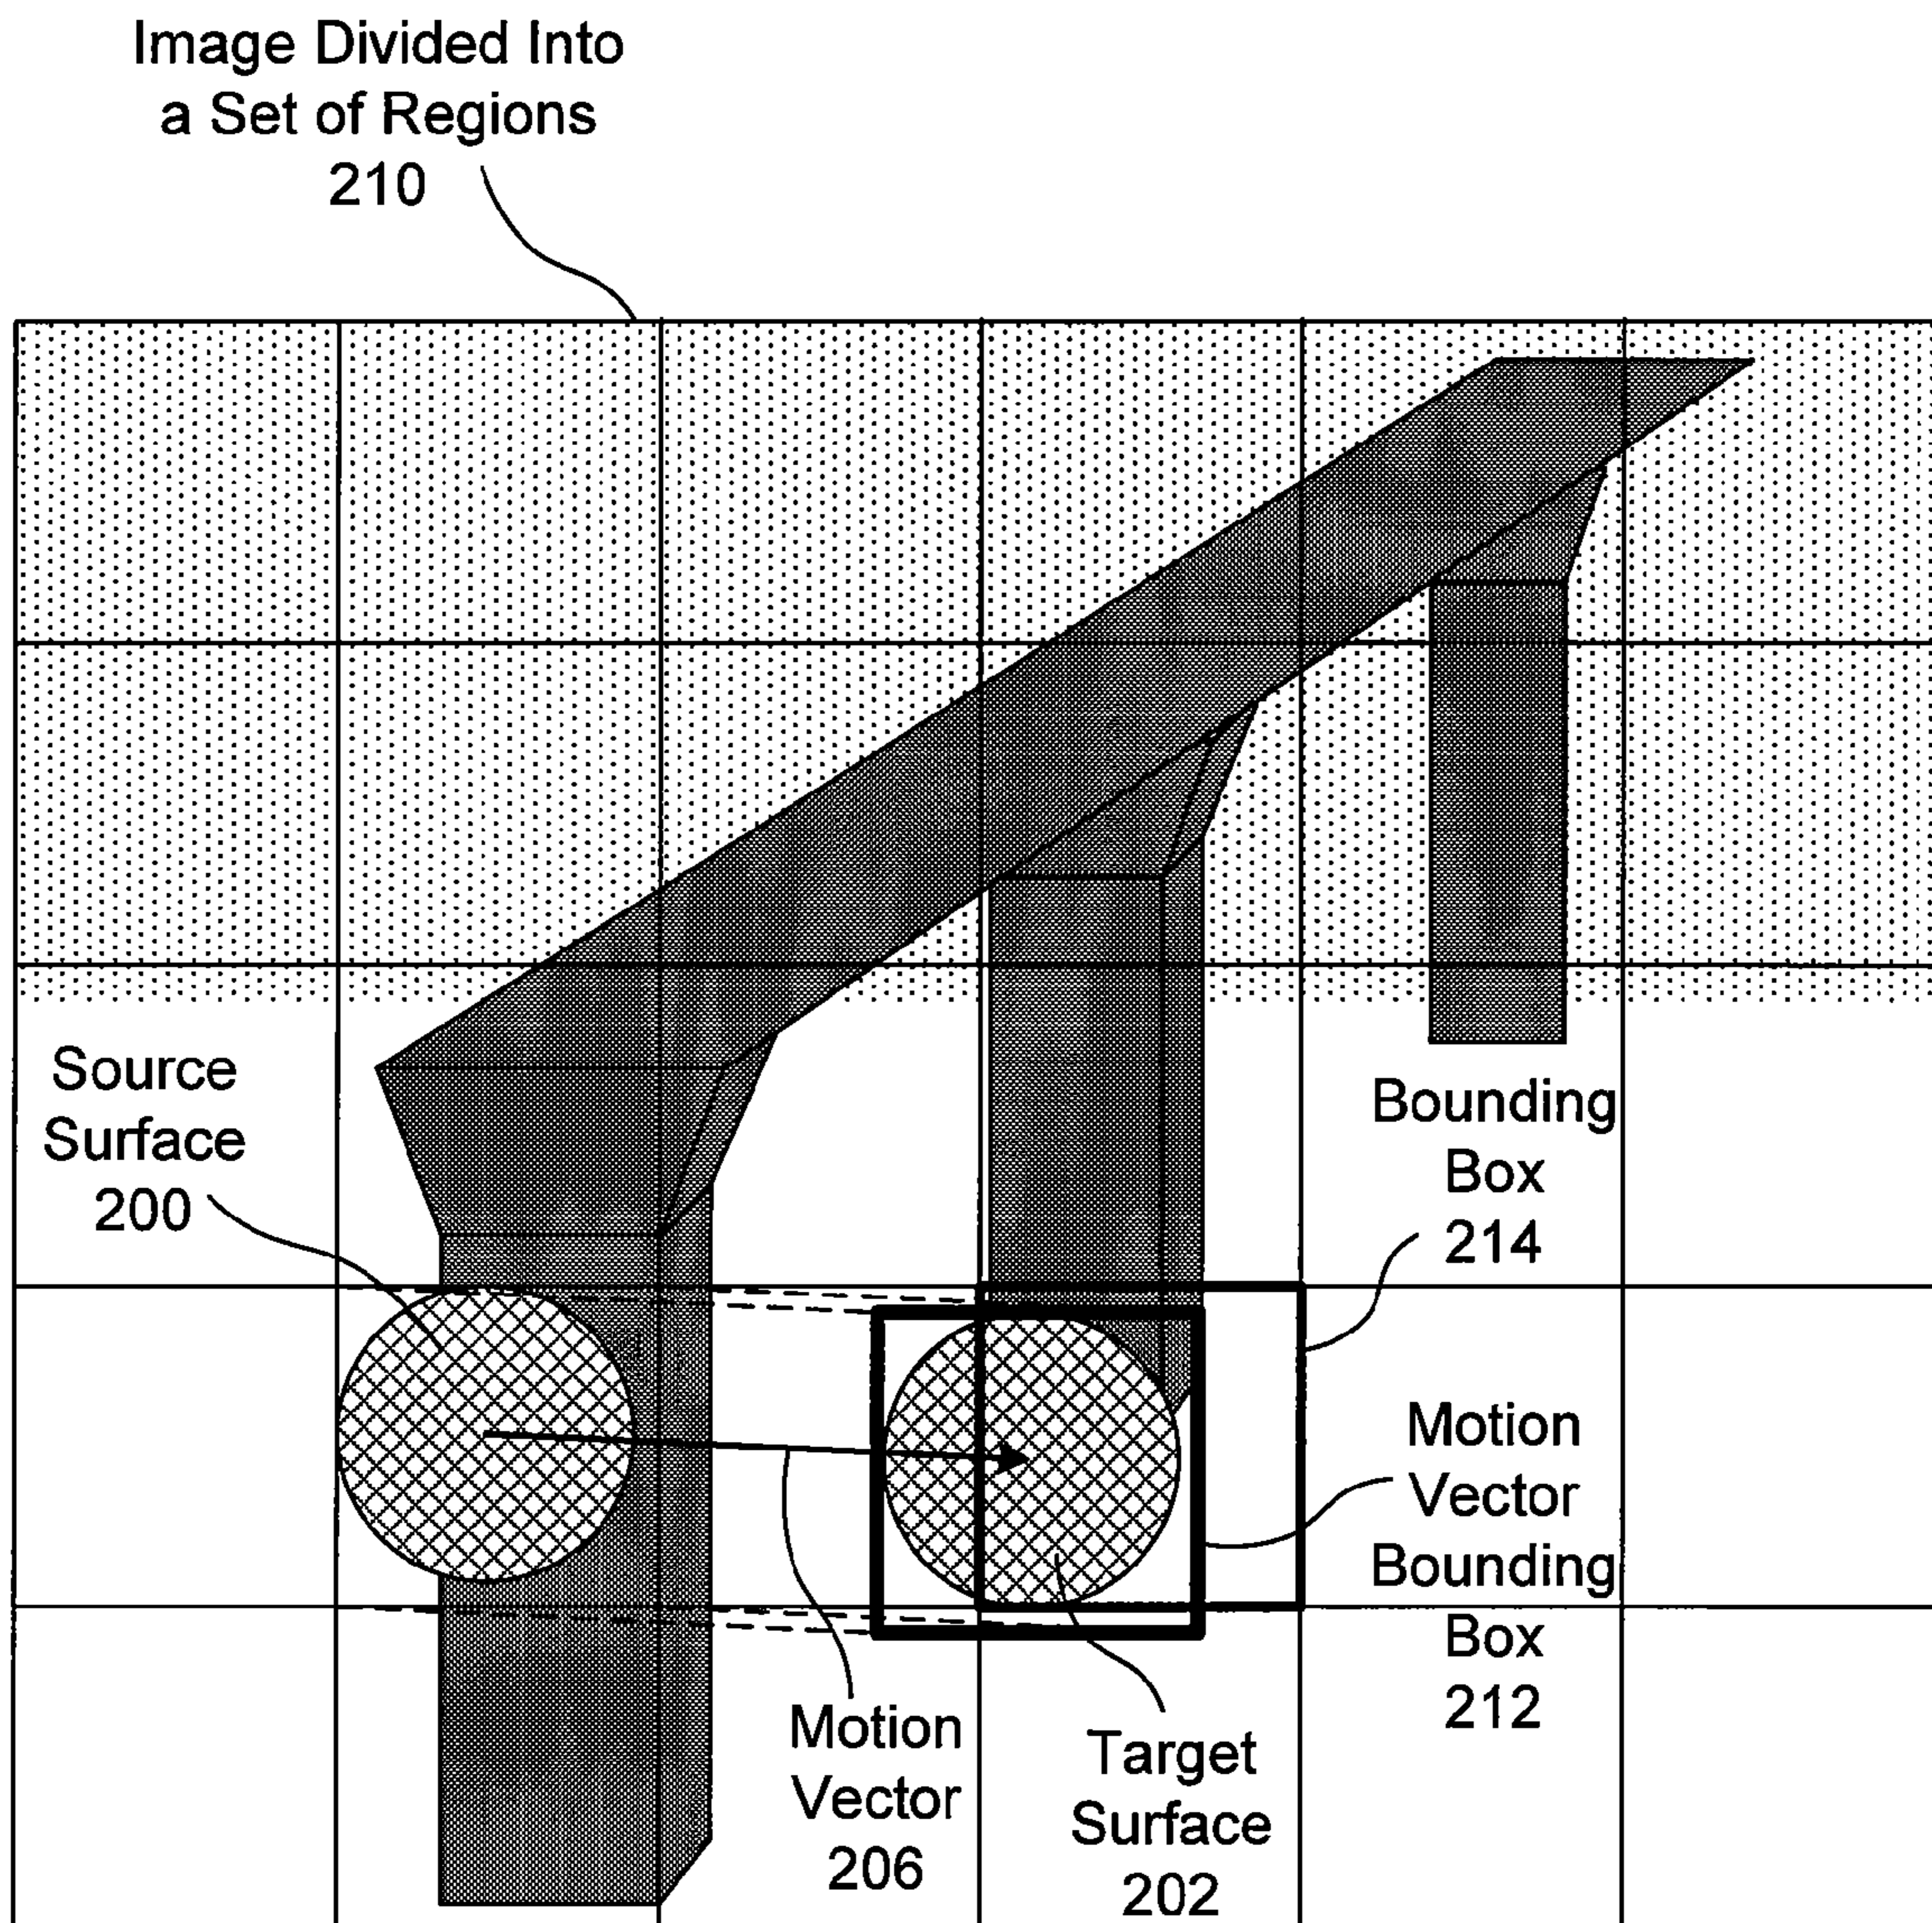 Image Divided Into
a Set of Regions
210
Source
Surface
200
Bounding
Box
214
Motion
Vector
Bounding
Box
212
Motion
Vector
206
Target
Surface
202